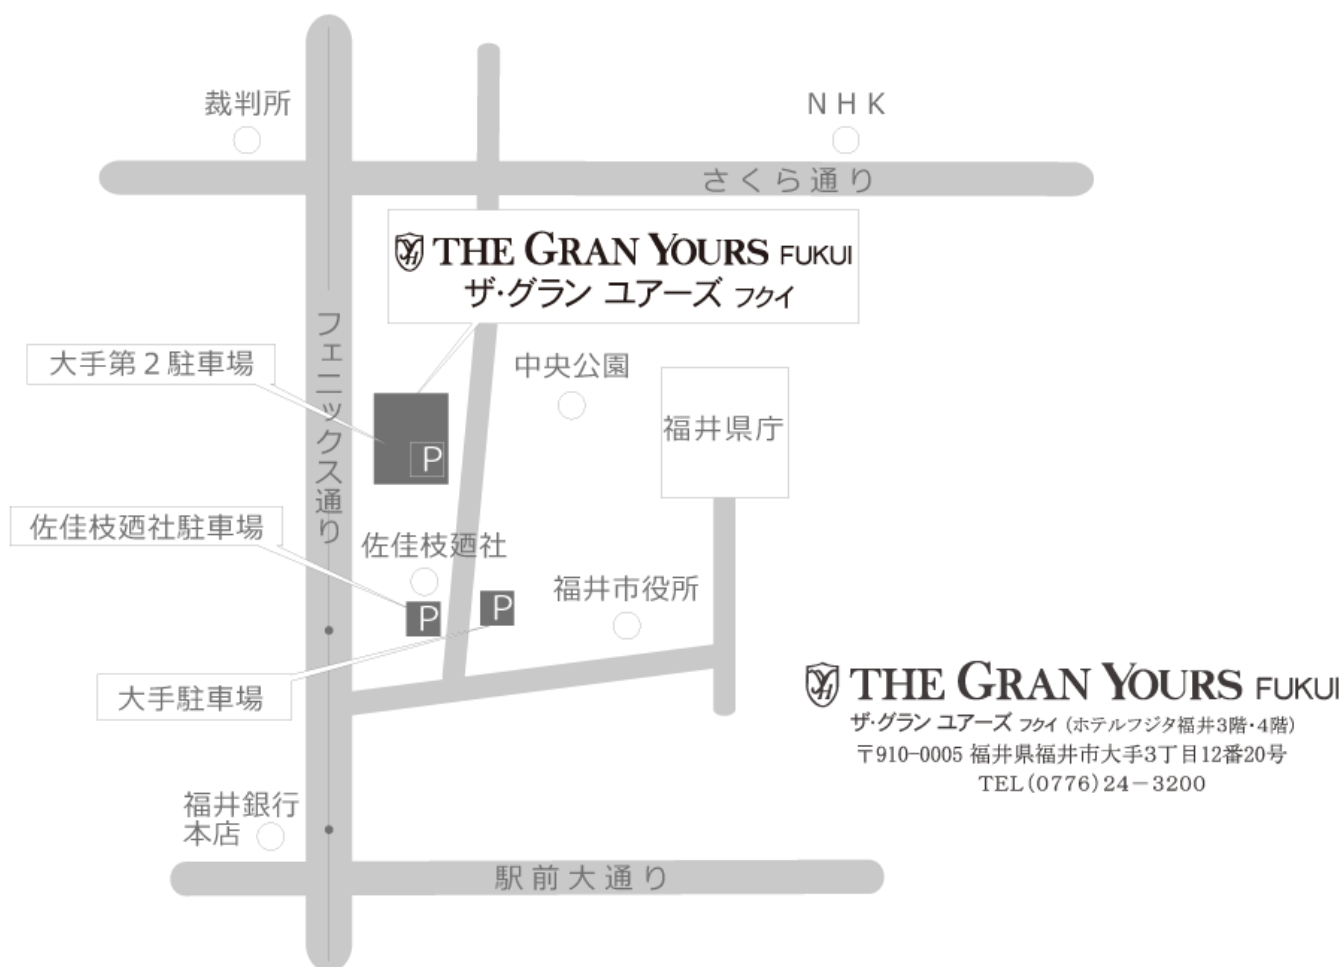 裁判所
NHK
さくら通り
THE GRAN YOURS FUKUI
ザ·グラン ユアーズ フクイ
フェニックス通り
大手第2駐車場
中央公園
福井県庁
P
佐佳枝廼社駐車場
佐佳枝廼社
福井市役所
P
P
大手駐車場
THE GRAN YOURS FUKUI
ザ·グラン ユアーズ フクイ (ホテルフジタ福井3階·4階)
〒910-0005 福井県福井市大手3丁目12番20号
TEL(0776)24-3200
福井銀行
本店
駅前大通り